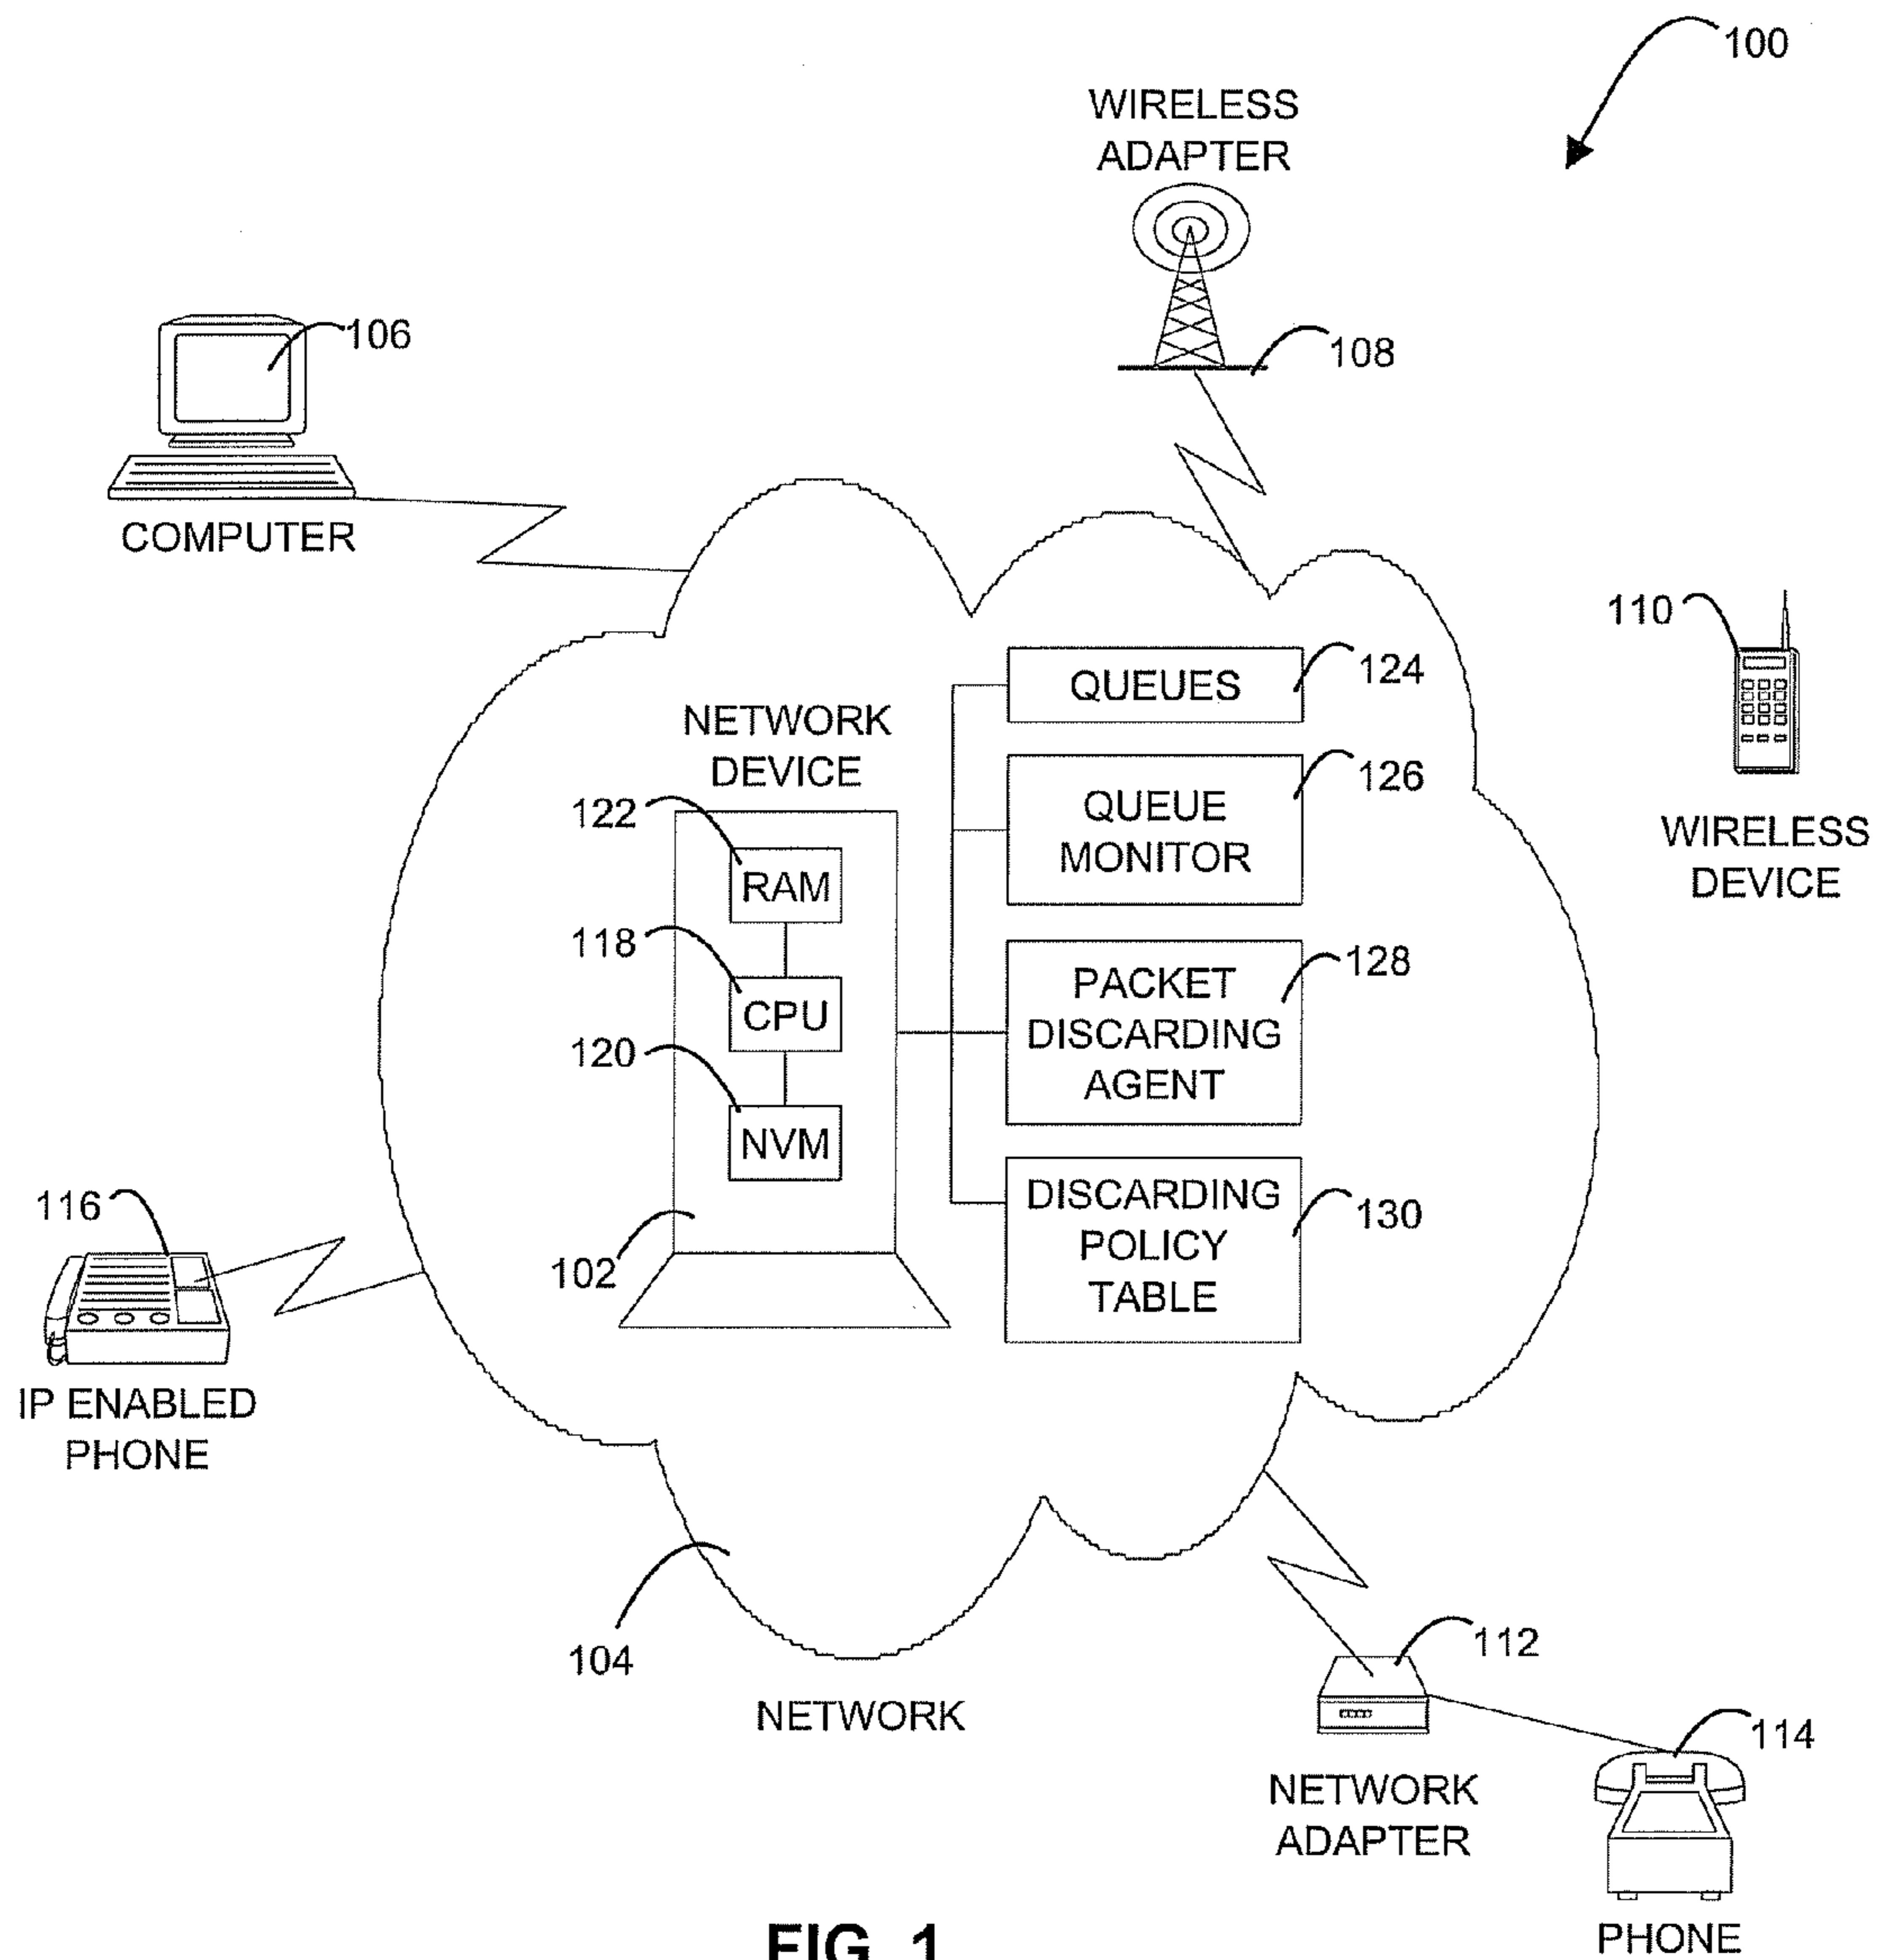 100
WIRELESS
ADAPTER
106
108
COMPUTER
110
WIRELESS
DEVICE
QUEUES
124
NETWORK
DEVICE
QUEUE
MONITOR
126
122
RAM
118
CPU
120
NVM
102
PACKET
DISCARDING
AGENT
128
DISCARDING
POLICY
TABLE
130
116
IP ENABLED
PHONE
104
NETWORK
112
NETWORK
ADAPTER
114
PHONE
FIG. 1